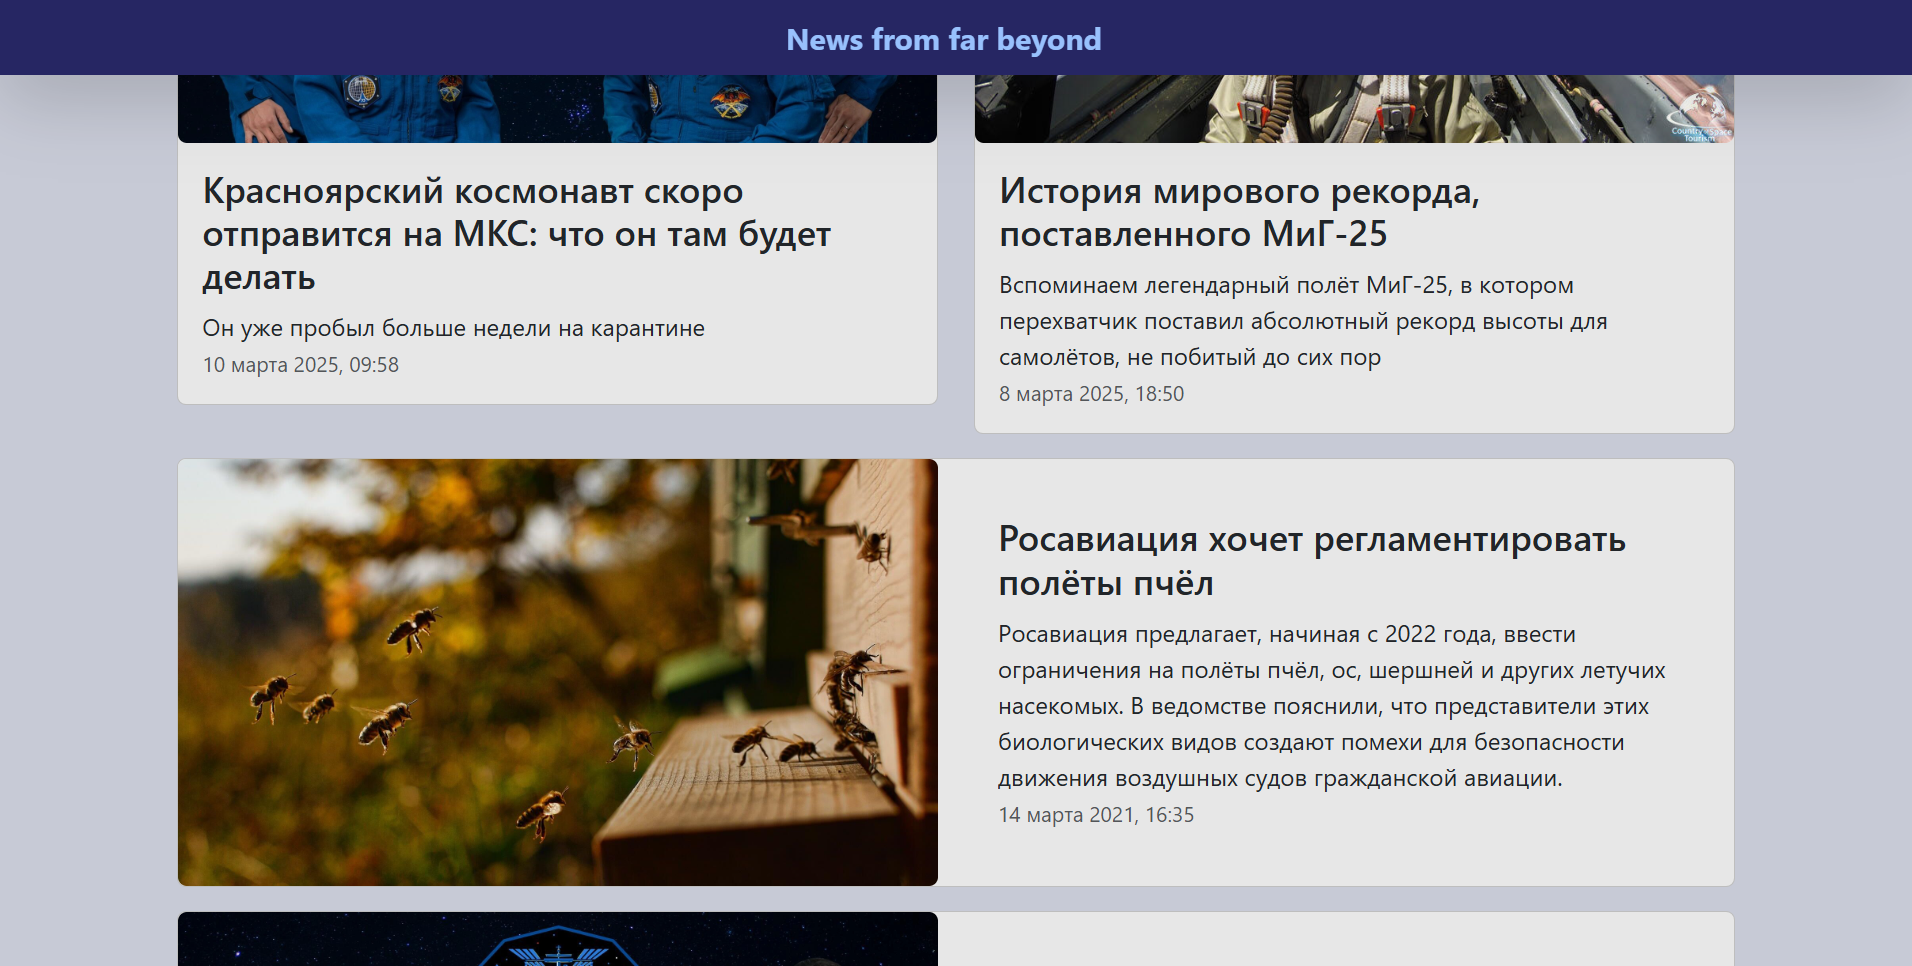 News from far beyond
Country of Space
Tourism
Красноярский космонавт скоро
отправится на МКС: что он там будет
делать
Он уже пробыл больше недели на карантине
10 марта 2025, 09:58
История мирового рекорда,
поставленного МиГ-25
Вспоминаем легендарный полёт МиГ-25, в котором
перехватчик поставил абсолютный рекорд высоты для
самолётов, не побитый до сих пор
8 марта 2025, 18:50
Росавиация хочет регламентировать
полёты пчёл
Росавиация предлагает, начиная с 2022 года, ввести
ограничения на полёты пчёл, ос, шершней и других летучих
насекомых. В ведомстве пояснили, что представители этих
биологических видов создают помехи для безопасности
движения воздушных судов гражданской авиации.
14 марта 2021, 16:35